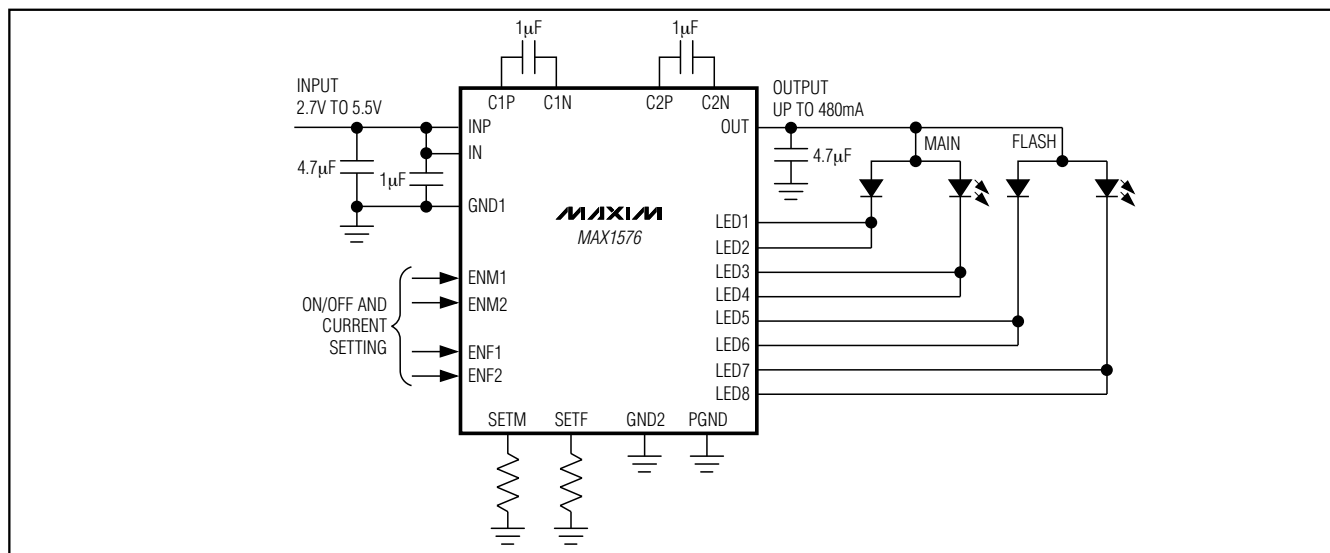 1µF
1µF
INPUT
2.7V TO 5.5V
C1P
C1N
C2P
C2N
OUTPUT
UP TO 480mA
INP
OUT
IN
MAIN
FLASH
4.7µF
1µF
4.7µF
GND1
MAXIM
MAX1576
LED1
LED2
LED3
LED4
LED5
LED6
LED7
LED8
ON/OFF AND
CURRENT
SETTING
ENM1
ENM2
ENF1
ENF2
SETM
SETF
GND2
PGND